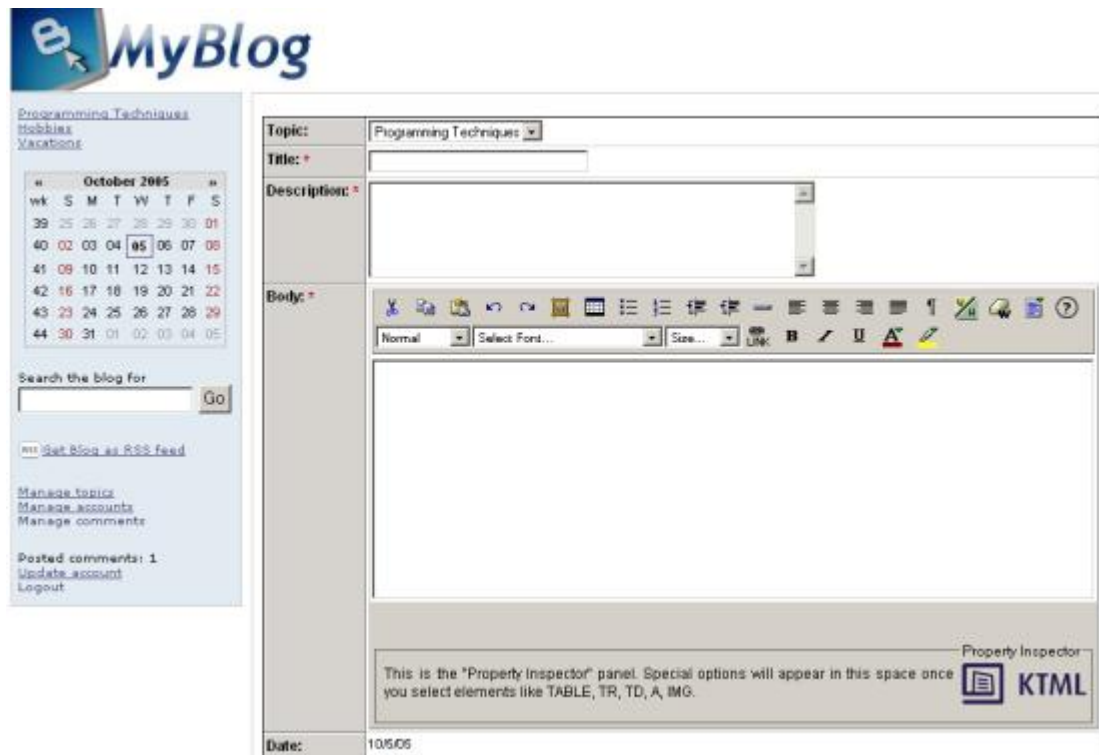 MyBlog
Programming Techniques
Hobbies
Vacations
« October 2005 »
wk S M T W T F S
39 25 26 27 28 29 30 01
40 02 03 04 05 06 07 08
41 09 10 11 12 13 14 15
42 16 17 18 19 20 21 22
43 23 24 25 26 27 28 29
44 30 31 01 02 03 04 05
Search the blog for
Go
RSS Get Blog as RSS feed
Manage topics
Manage accounts
Manage comments
Posted comments: 1
Update account
Logout
Topic: Programming Techniques
Title: *
Description: *
Body: *
Normal Select Font... Size... LINK B I U A
This is the "Property Inspector" panel. Special options will appear in this space once
you select elements like TABLE, TR, TD, A, IMG.
Property Inspector
KTML
Date: 10/5/05